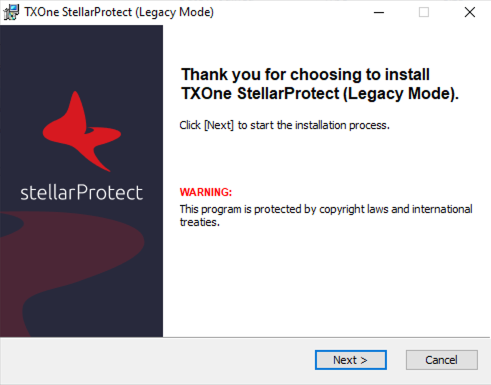 TXOne StellarProtect (Legacy Mode)
Thank you for choosing to install
TXOne StellarProtect (Legacy Mode).
Click [Next] to start the installation process.
stellarProtect
WARNING:
This program is protected by copyright laws and international
treaties.
Next >
Cancel